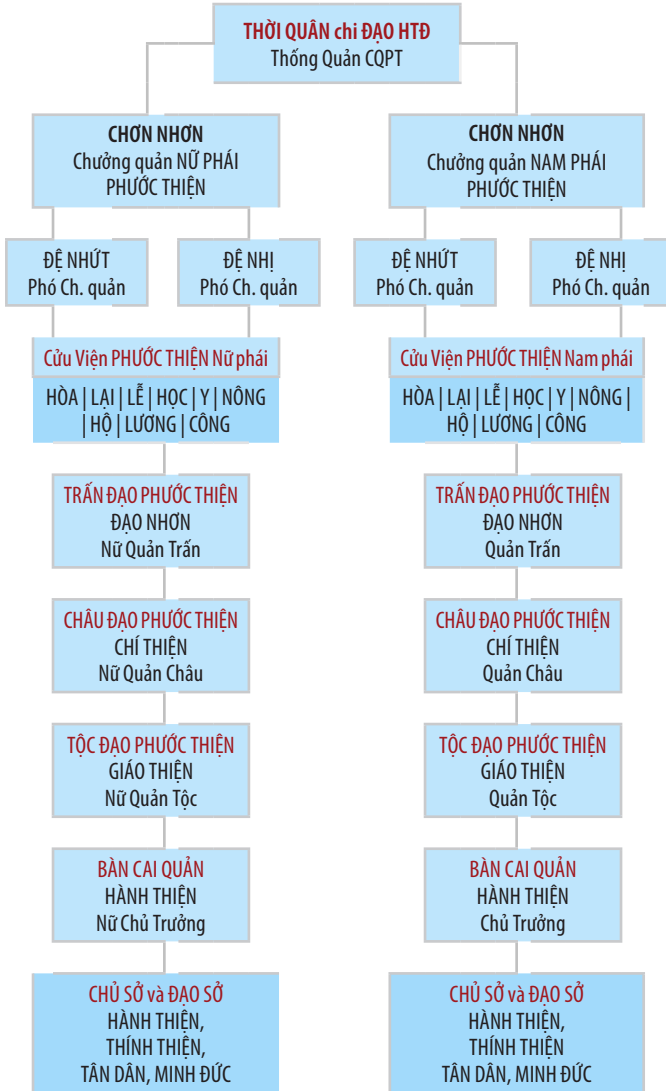 THỜI QUÂN chi ĐẠO HTĐ
Thống Quản CQPT
CHƠN NHƠN
Chưởng quản NỮ PHÁI
PHƯỚC THIỆN
CHƠN NHƠN
Chưởng quản NAM PHÁI
PHƯỚC THIỆN
ĐỆ NHỨT
Phó Ch. quản
ĐỆ NHỊ
Phó Ch. quản
ĐỆ NHỨT
Phó Ch. quản
ĐỆ NHỊ
Phó Ch. quản
Cửu Viện PHƯỚC THIỆN Nữ phái
HÒA | LẠI | LỄ | HỌC | Y | NÔNG
| HỘ | LƯƠNG | CÔNG
Cửu Viện PHƯỚC THIỆN Nam phái
HÒA | LẠI | LỄ | HỌC | Y | NÔNG |
HỘ | LƯƠNG | CÔNG
TRẤN ĐẠO PHƯỚC THIỆN
ĐẠO NHƠN
Nữ Quản Trấn
TRẤN ĐẠO PHƯỚC THIỆN
ĐẠO NHƠN
Quản Trấn
CHÂU ĐẠO PHƯỚC THIỆN
CHÍ THIỆN
Nữ Quản Châu
CHÂU ĐẠO PHƯỚC THIỆN
CHÍ THIỆN
Quản Châu
TỘC ĐẠO PHƯỚC THIỆN
GIÁO THIỆN
Nữ Quản Tộc
TỘC ĐẠO PHƯỚC THIỆN
GIÁO THIỆN
Quản Tộc
BÀN CAI QUẢN
HÀNH THIỆN
Nữ Chủ Trưởng
BÀN CAI QUẢN
HÀNH THIỆN
Chủ Trưởng
CHỦ SỞ và ĐẠO SỞ
HÀNH THIỆN,
THÍNH THIỆN,
TÂN DÂN, MINH ĐỨC
CHỦ SỞ và ĐẠO SỞ
HÀNH THIỆN,
THÍNH THIỆN
TÂN DÂN, MINH ĐỨC